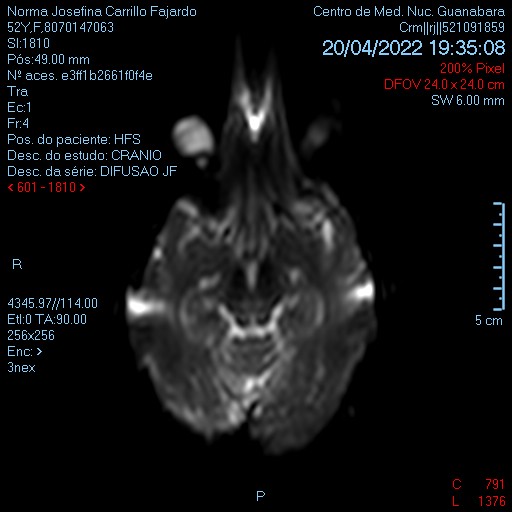 Norma Josefina Carrillo Fajardo
52Y,F,8070147063
Sl:1810
Pós:49.00 mm
Nº aces. e3ff1b2661f0f4e
Tra
Ec:1
Fr:4
Pos. do paciente: HFS
Desc. do estudo: CRANIO
Desc. da série: DIFUSAO JF
< 601 - 1810 >
Centro de Med. Nuc. Guanabara
Crm||rj||521091859
20/04/2022 19:35:08
200% Pixel
DFOV 24.0 x 24.0 cm
SW 6.00 mm
R
4345.97//114.00
Etl:0 TA:90.00
256x256
Enc: >
3nex
5 cm
P
C 791
L 1376